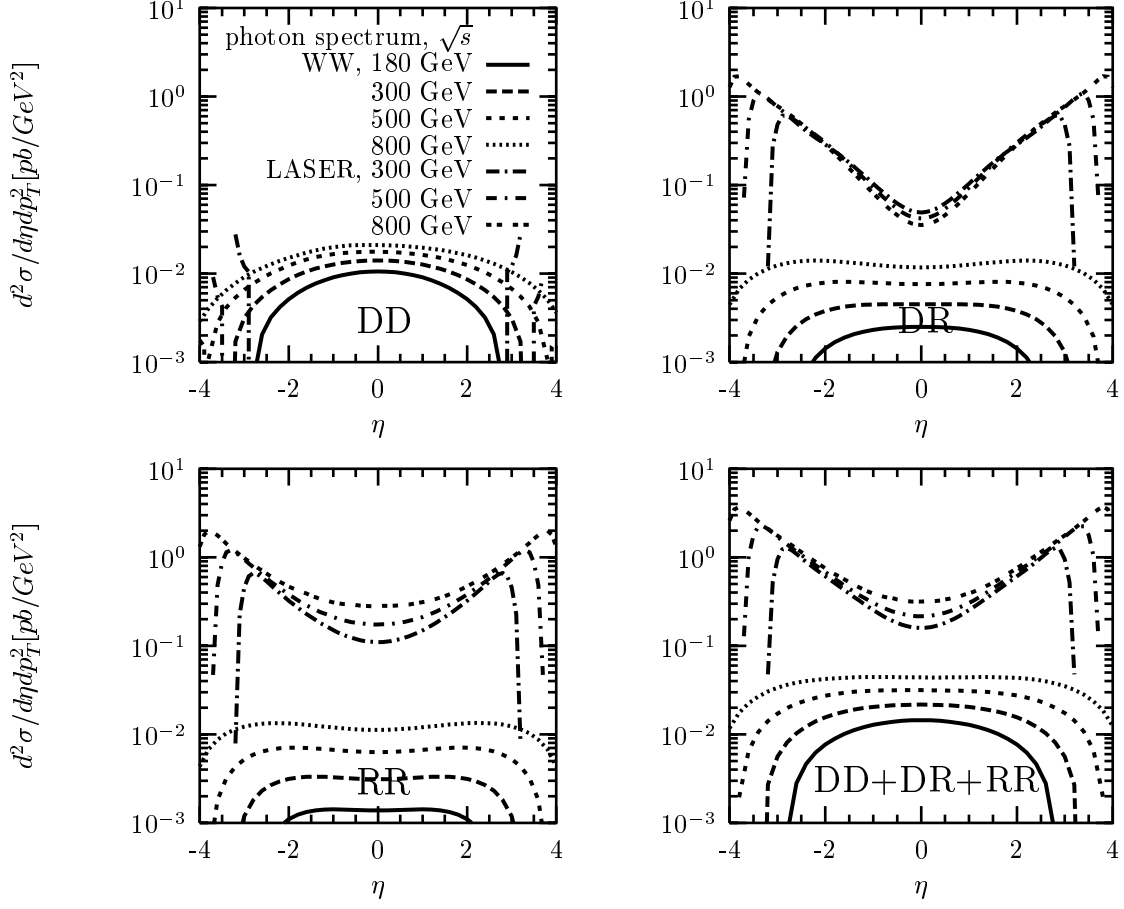 10^1
10^0
10^{-1}
10^{-2}
10^{-3}
-4 -2 0 2 4
η
d^2σ/dηdp_T^2[pb/GeV^2]
photon spectrum, √s
WW, 180 GeV
300 GeV
500 GeV
800 GeV
LASER, 300 GeV
500 GeV
800 GeV
DD
10^1
10^0
10^{-1}
10^{-2}
10^{-3}
-4 -2 0 2 4
η
DR
10^1
10^0
10^{-1}
10^{-2}
10^{-3}
-4 -2 0 2 4
η
d^2σ/dηdp_T^2[pb/GeV^2]
RR
10^1
10^0
10^{-1}
10^{-2}
10^{-3}
-4 -2 0 2 4
η
DD+DR+RR